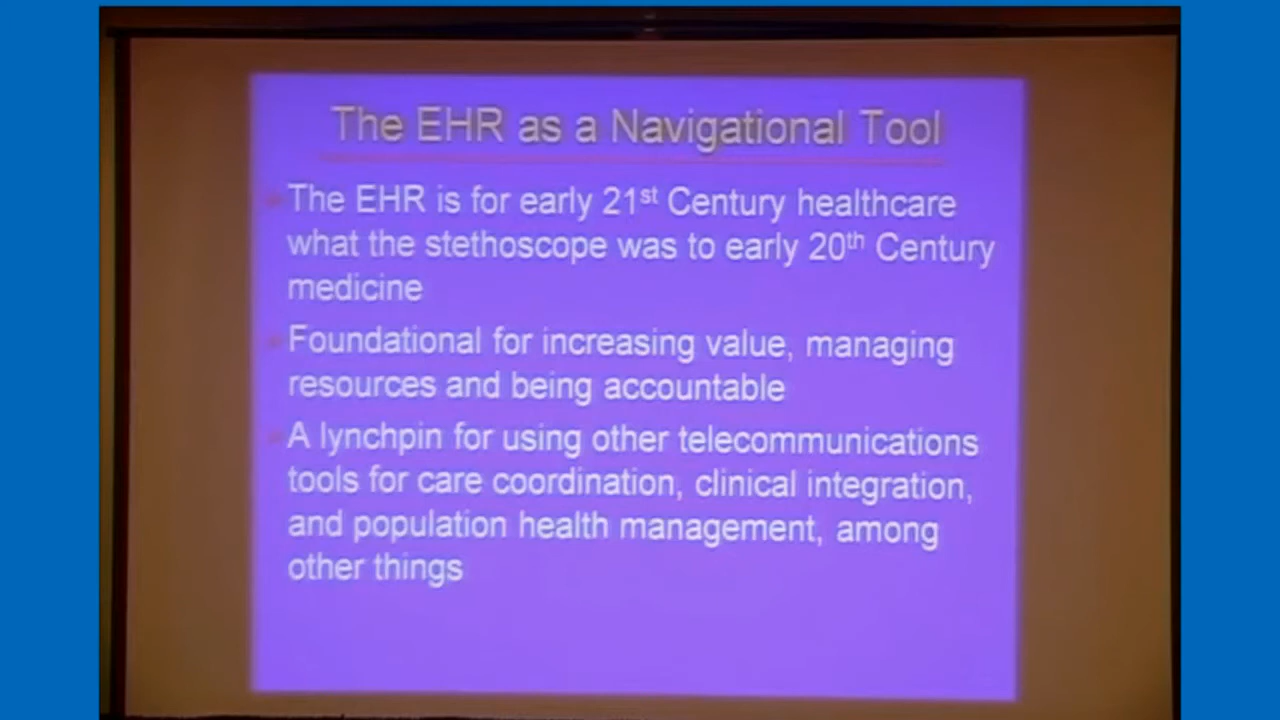 The EHR as a Navigational Tool
The EHR is for early 21st Century healthcare
what the stethoscope was to early 20th Century
medicine
Foundational for increasing value, managing
resources and being accountable
A lynchpin for using other telecommunications
tools for care coordination, clinical integration,
and population health management, among
other things